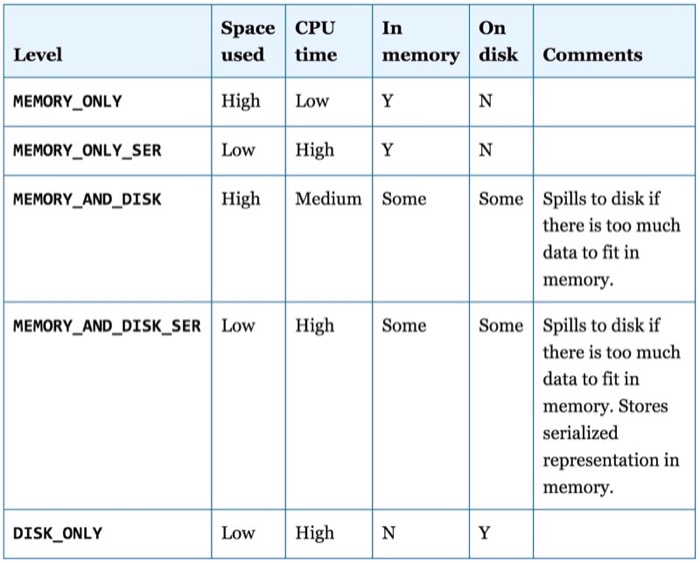 Level Space used CPU time In memory On disk Comments
MEMORY_ONLY High Low Y N
MEMORY_ONLY_SER Low High Y N
MEMORY_AND_DISK High Medium Some Some Spills to disk if
there is too much
data to fit in
memory.
MEMORY_AND_DISK_SER Low High Some Some Spills to disk if
there is too much
data to fit in
memory. Stores
serialized
representation in
memory.
DISK_ONLY Low High N Y